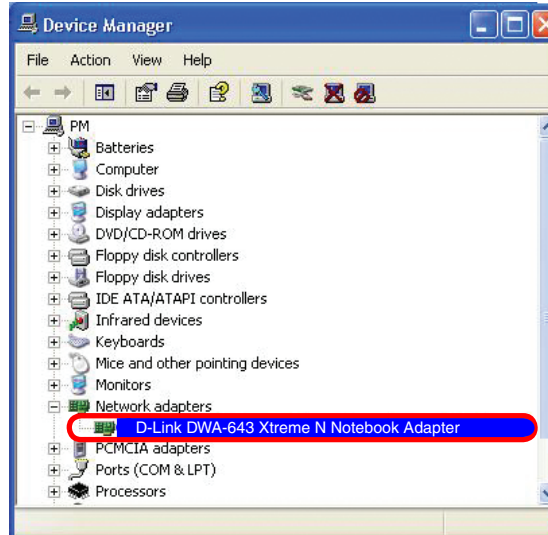 Device Manager
File Action View Help
PM
Batteries
Computer
Disk drives
Display adapters
DVD/CD-ROM drives
Floppy disk controllers
Floppy disk drives
IDE ATA/ATAPI controllers
Infrared devices
Keyboards
Mice and other pointing devices
Monitors
Network adapters
D-Link DWA-643 Xtreme N Notebook Adapter
PCMCIA adapters
Ports (COM & LPT)
Processors